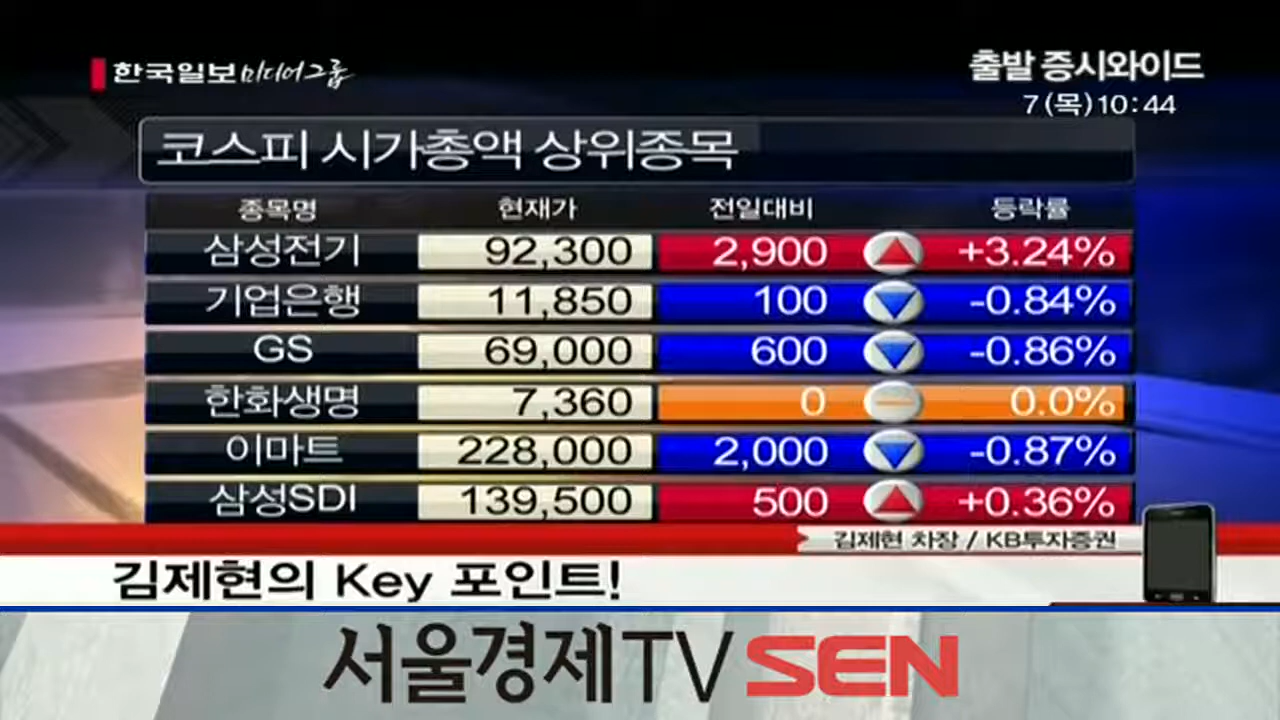 한국일보 미디어그룹
출발 증시와이드
7(목)10:44
코스피 시가총액 상위종목
종목명 현재가 전일대비 등락률
삼성전기 92,300 2,900 +3.24%
기업은행 11,850 100 -0.84%
GS 69,000 600 -0.86%
한화생명 7,360 0 0.0%
이마트 228,000 2,000 -0.87%
삼성SDI 139,500 500 +0.36%
김제현 차장 / KB투자증권
김제현의 Key 포인트!
서울경제TV SEN